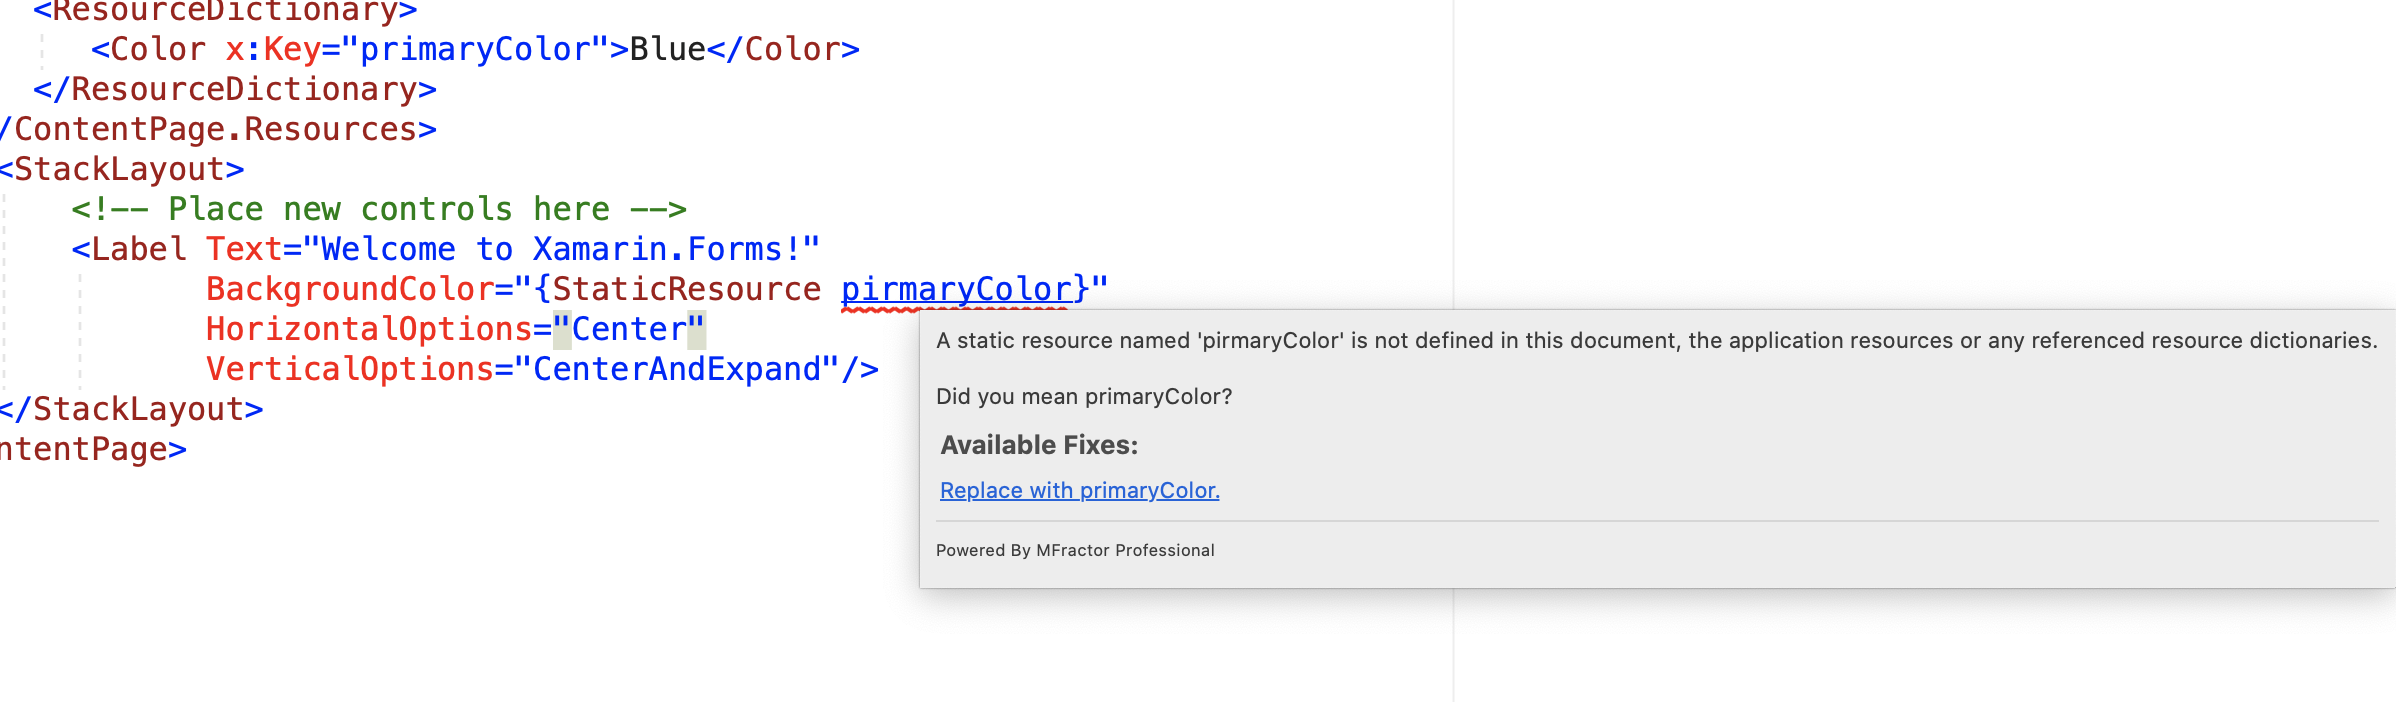 <ResourceDictionary>
<Color x:Key="primaryColor">Blue</Color>
</ResourceDictionary>
/ContentPage.Resources>
<StackLayout>
<!-- Place new controls here -->
<Label Text="Welcome to Xamarin.Forms!"
BackgroundColor="{StaticResource pirmaryColor}"
HorizontalOptions="Center"
VerticalOptions="CenterAndExpand"/>
</StackLayout>
ntentPage>
A static resource named 'pirmaryColor' is not defined in this document, the application resources or any referenced resource dictionaries.
Did you mean primaryColor?
Available Fixes:
Replace with primaryColor.
Powered By MFractor Professional